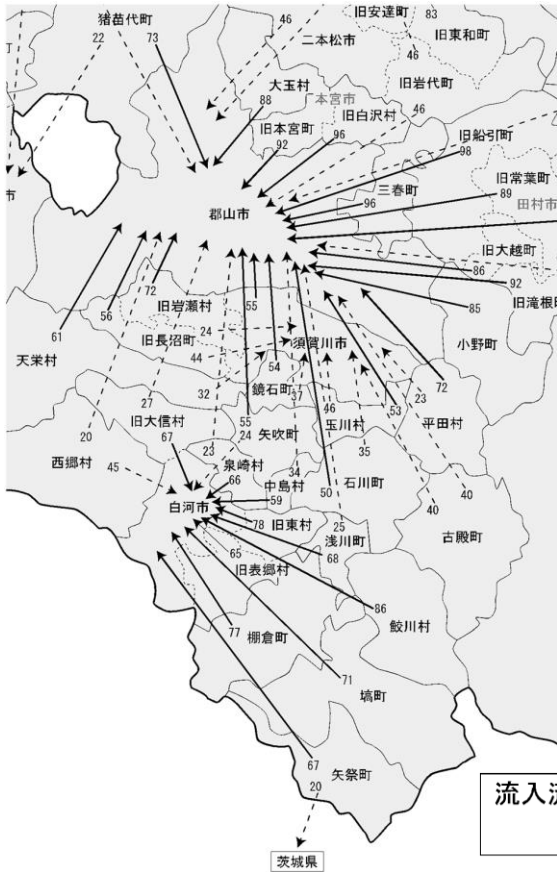 猪苗代町
46
旧安達町
83
22
73
二本松市
46
旧東和町
大玉村
88
本宮市
旧岩代町
旧白沢村
46
旧本宮町
92
96
旧船引町
98
旧常葉町
三春町
96
89
田村市
市
郡山市
旧大越町
86
92
旧滝根町
85
72
旧岩瀬村
55
56
24
61
旧長沼町
須賀川市
小野町
天栄村
44
54
72
32
鏡石町
37
23
27
旧大信村
55
46
玉川村
53
平田村
67
24
矢吹町
20
23
35
西郷村
45
泉崎村
34
66
中島村
50
石川町
40
40
59
白河市
78
旧東村
25
浅川町
古殿町
65
68
旧表郷村
86
鮫川村
77
棚倉町
71
塙町
67
矢祭町
20
茨城県